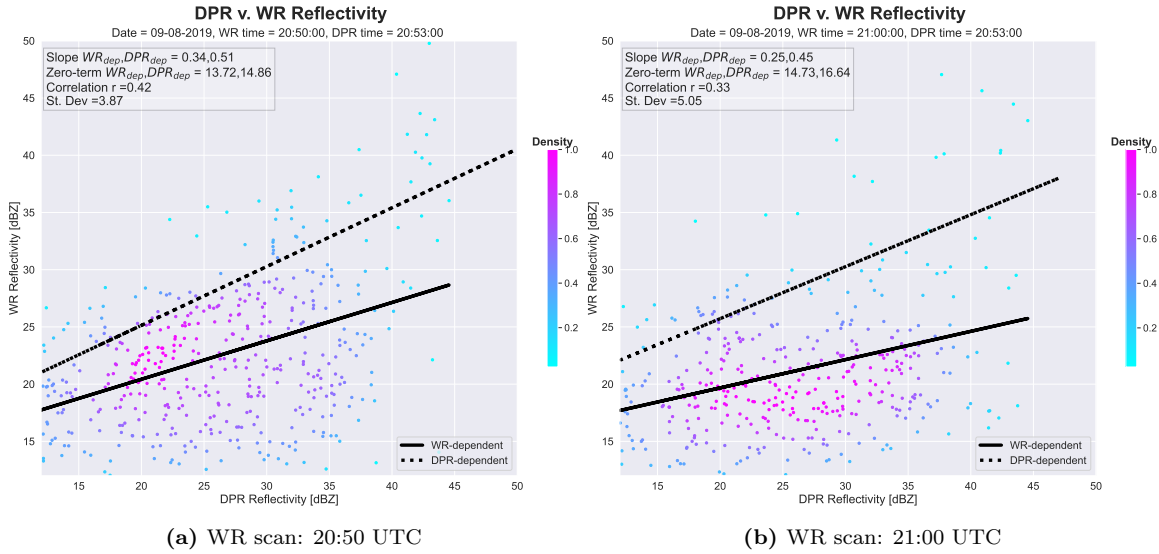 DPR v. WR Reflectivity
Date = 09-08-2019, WR time = 20:50:00, DPR time = 20:53:00
Slope WR_dep,DPR_dep = 0.34,0.51
Zero-term WR_dep,DPR_dep = 13.72,14.86
Correlation r =0.42
St. Dev =3.87
50
45
40
35
30
25
20
15
WR Reflectivity [dBZ]
15 20 25 30 35 40 45 50
DPR Reflectivity [dBZ]
WR-dependent
DPR-dependent
Density
1.0
0.8
0.6
0.4
0.2
(a) WR scan: 20:50 UTC
DPR v. WR Reflectivity
Date = 09-08-2019, WR time = 21:00:00, DPR time = 20:53:00
Slope WR_dep,DPR_dep = 0.25,0.45
Zero-term WR_dep,DPR_dep = 14.73,16.64
Correlation r =0.33
St. Dev =5.05
50
45
40
35
30
25
20
15
WR Reflectivity [dBZ]
15 20 25 30 35 40 45 50
DPR Reflectivity [dBZ]
WR-dependent
DPR-dependent
Density
1.0
0.8
0.6
0.4
0.2
(b) WR scan: 21:00 UTC